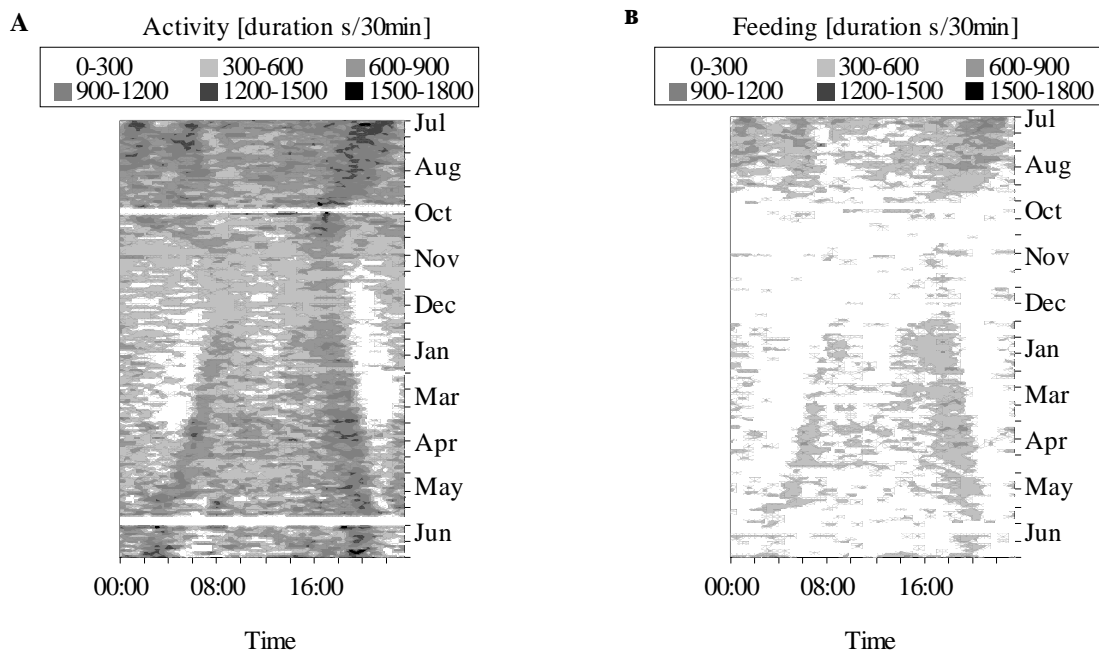 A
Activity [duration s/30min]
0-300 300-600 600-900
900-1200 1200-1500 1500-1800
Jul
Aug
Oct
Nov
Dec
Jan
Mar
Apr
May
Jun
00:00 08:00 16:00
Time
B
Feeding [duration s/30min]
0-300 300-600 600-900
900-1200 1200-1500 1500-1800
Jul
Aug
Oct
Nov
Dec
Jan
Mar
Apr
May
Jun
00:00 08:00 16:00
Time